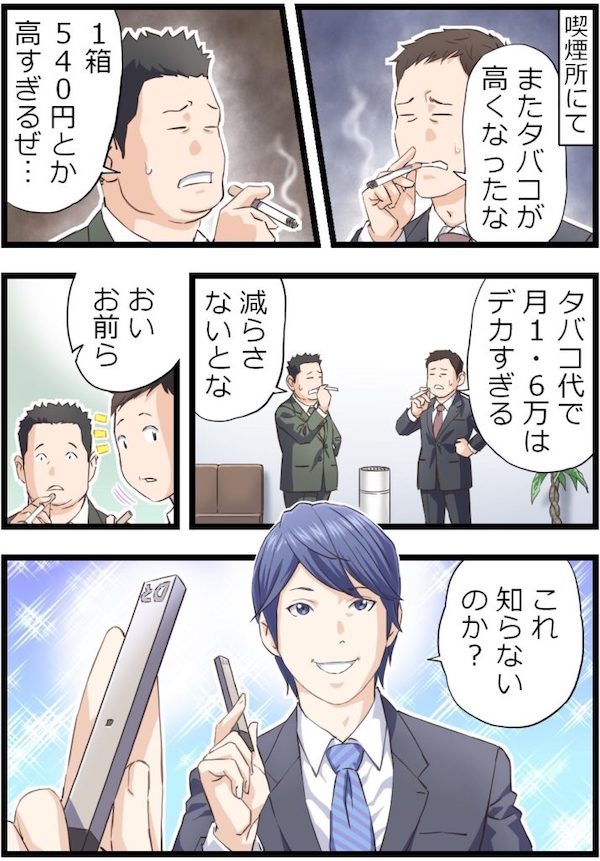 喫煙所にて
またタバコが
高くなったな
1箱
540円とか
高すぎるぜ…
タバコ代で
月1・6万は
デカすぎる
減らさ
ないとな
おい
お前ら
これ
知らない
のか?